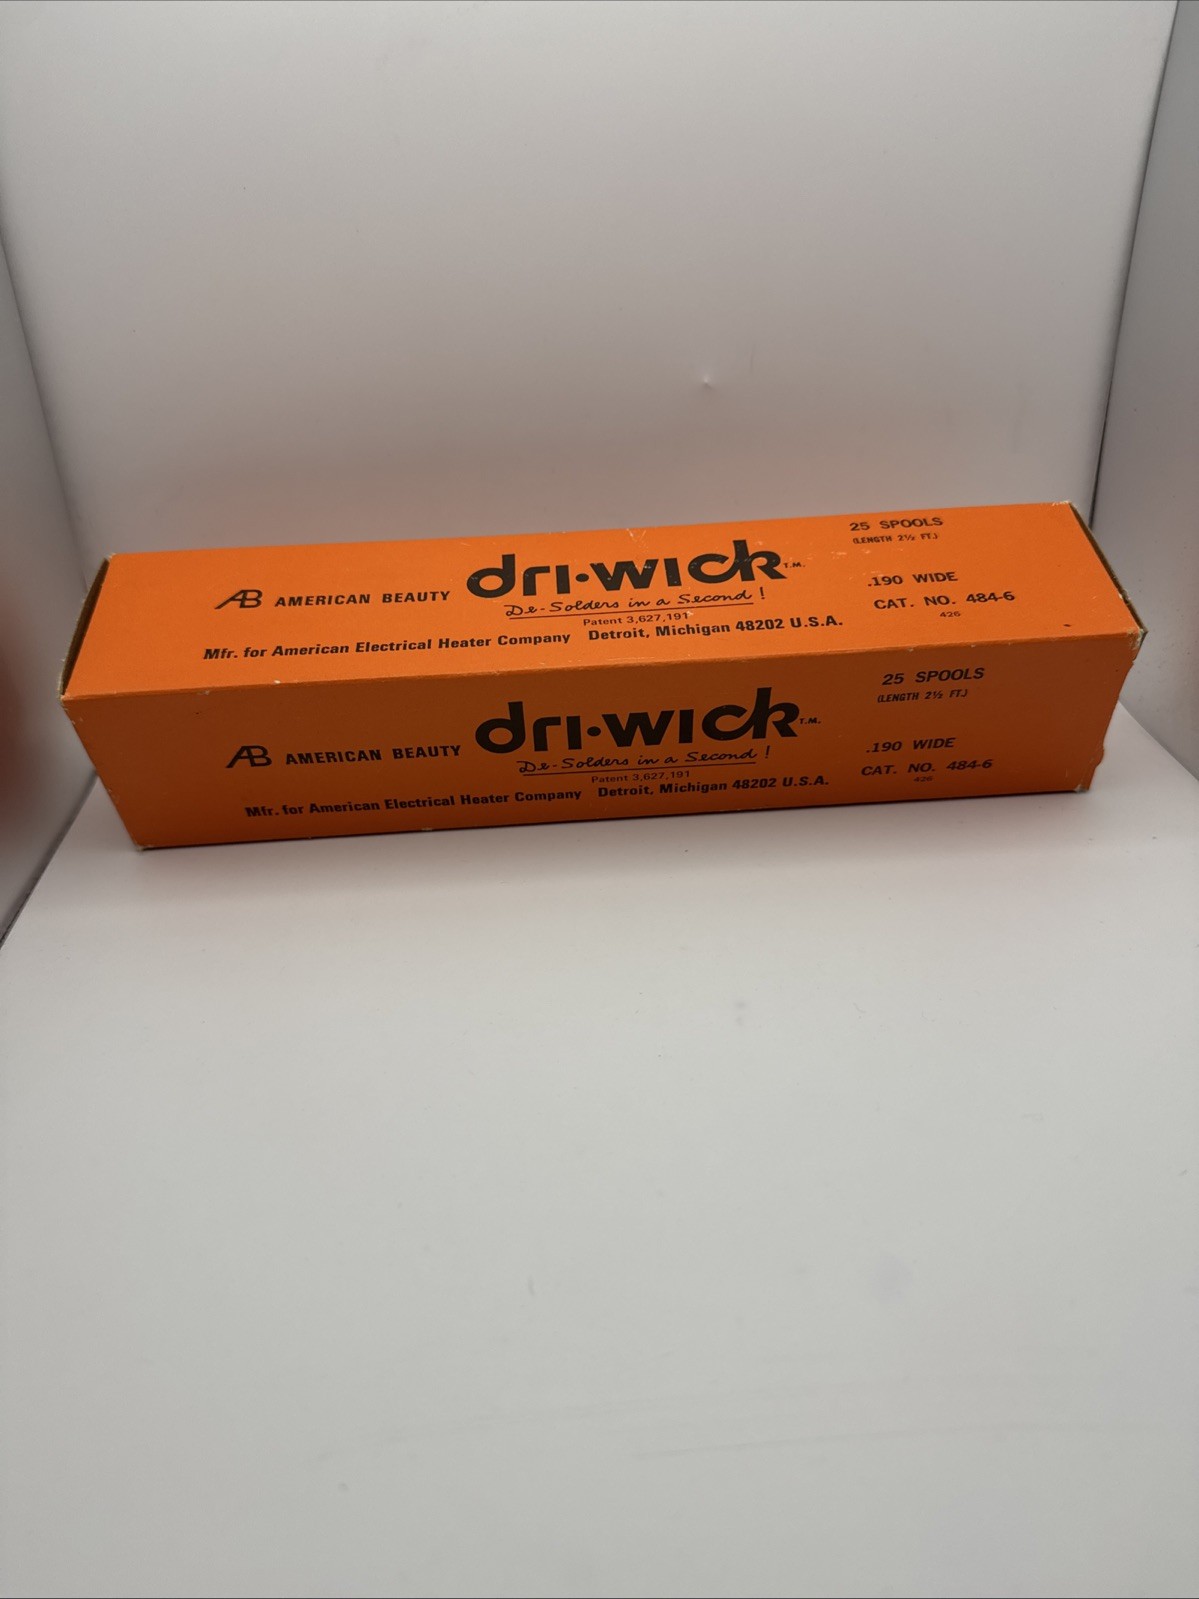 AB AMERICAN BEAUTY
dri·wick T.M.
De-Solders in a Second!
Patent 3,627,191
Mfr. for American Electrical Heater Company Detroit, Michigan 48202 U.S.A.
25 SPOOLS
(LENGTH 2½ FT.)
.190 WIDE
CAT. NO. 484-6
426
AB AMERICAN BEAUTY
dri·wick T.M.
De-Solders in a Second!
Patent 3,627,191
Mfr. for American Electrical Heater Company Detroit, Michigan 48202 U.S.A.
25 SPOOLS
(LENGTH 2½ FT.)
.190 WIDE
CAT. NO. 484-6
426